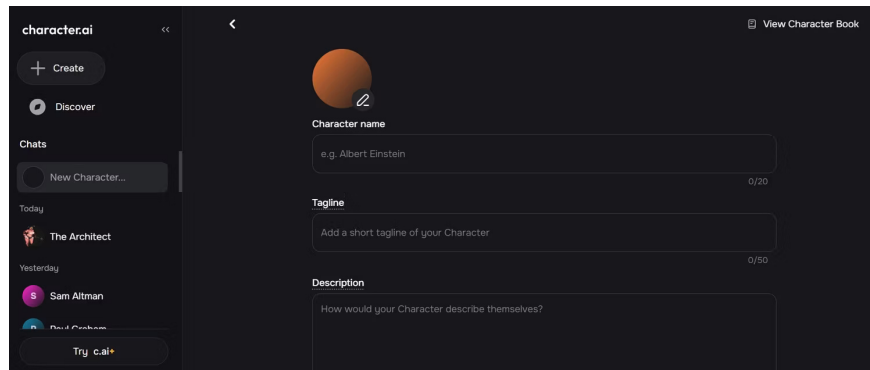 character.ai
<<
View Character Book
Create
Discover
Chats
New Character...
Today
The Architect
Yesterday
S
Sam Altman
Try c.ai+
Character name
e.g. Albert Einstein
0/20
Tagline
Add a short tagline of your Character
0/50
Description
How would your Character describe themselves?